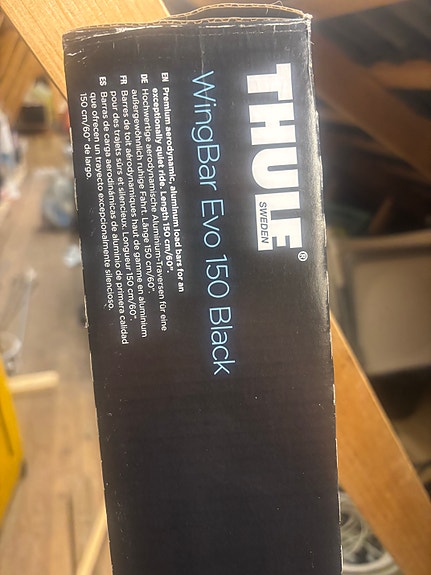 THULE®
SWEDEN
WingBar Evo 150 Black
EN Premium aerodynamic, aluminum load bars for an
exceptionally quiet ride. Length 150 cm/60".
DE Hochwertige aerodynamische Aluminium-Traversen für eine
außergewöhnlich ruhige Fahrt. Länge 150 cm/60".
FR Barres de toit aérodynamiques haut de gamme en aluminium
pour des trajets sûrs et silencieux. Longueur 150 cm/60".
ES Barras de carga aerodinámicas de aluminio de primera calidad
que ofrecen un trayecto excepcionalmente silencioso.
150 cm/60" de largo.